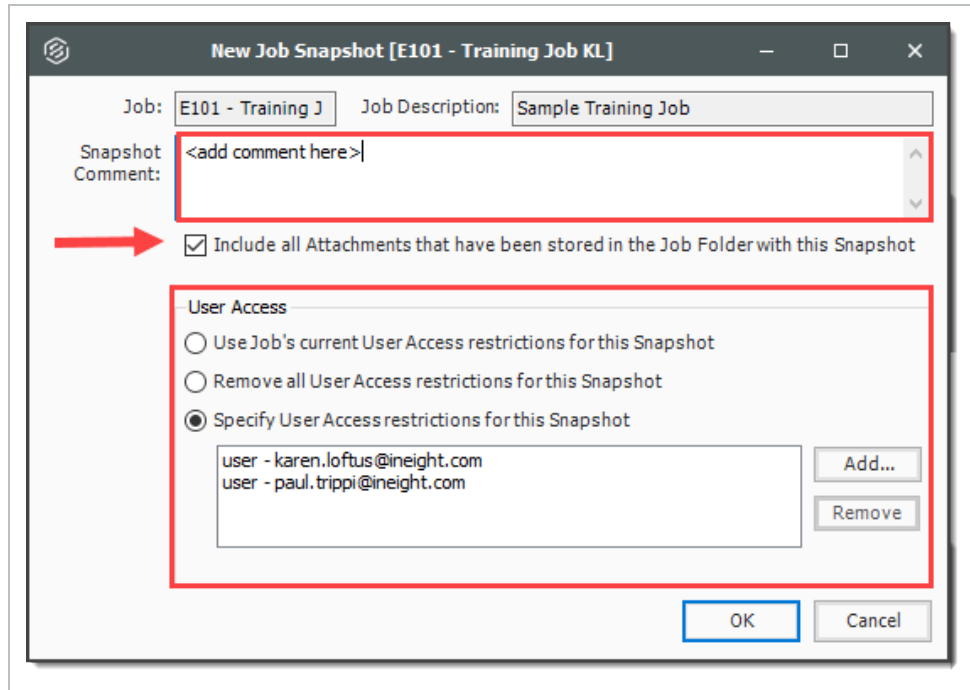 New Job Snapshot [E101 - Training Job KL]
Job: E101 - Training J Job Description: Sample Training Job
Snapshot Comment: <add comment here>
Include all Attachments that have been stored in the Job Folder with this Snapshot
User Access
Use Job's current User Access restrictions for this Snapshot
Remove all User Access restrictions for this Snapshot
Specify User Access restrictions for this Snapshot
user - karen.loftus@ineight.com
user - paul.trippi@ineight.com
Add...
Remove
OK Cancel